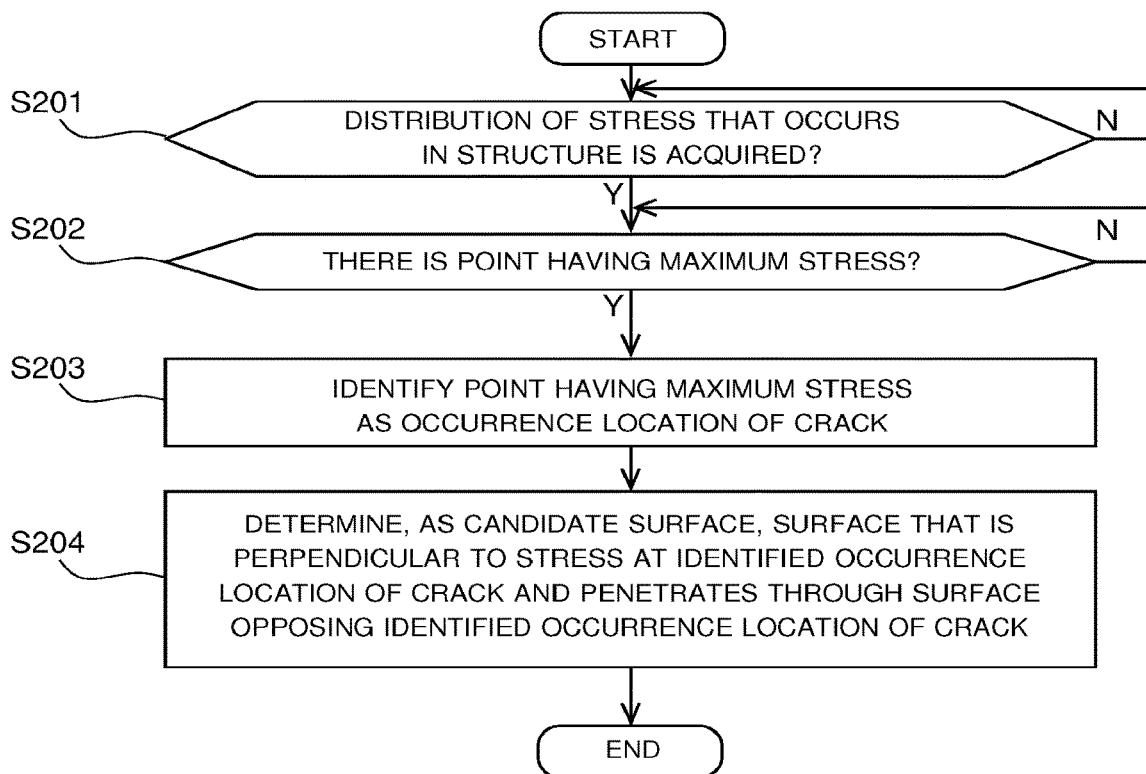 START
S201
DISTRIBUTION OF STRESS THAT OCCURS
IN STRUCTURE IS ACQUIRED?
N
Y
S202
THERE IS POINT HAVING MAXIMUM STRESS?
N
Y
S203
IDENTIFY POINT HAVING MAXIMUM STRESS
AS OCCURRENCE LOCATION OF CRACK
S204
DETERMINE, AS CANDIDATE SURFACE, SURFACE THAT IS
PERPENDICULAR TO STRESS AT IDENTIFIED OCCURRENCE
LOCATION OF CRACK AND PENETRATES THROUGH SURFACE
OPPOSING IDENTIFIED OCCURRENCE LOCATION OF CRACK
END